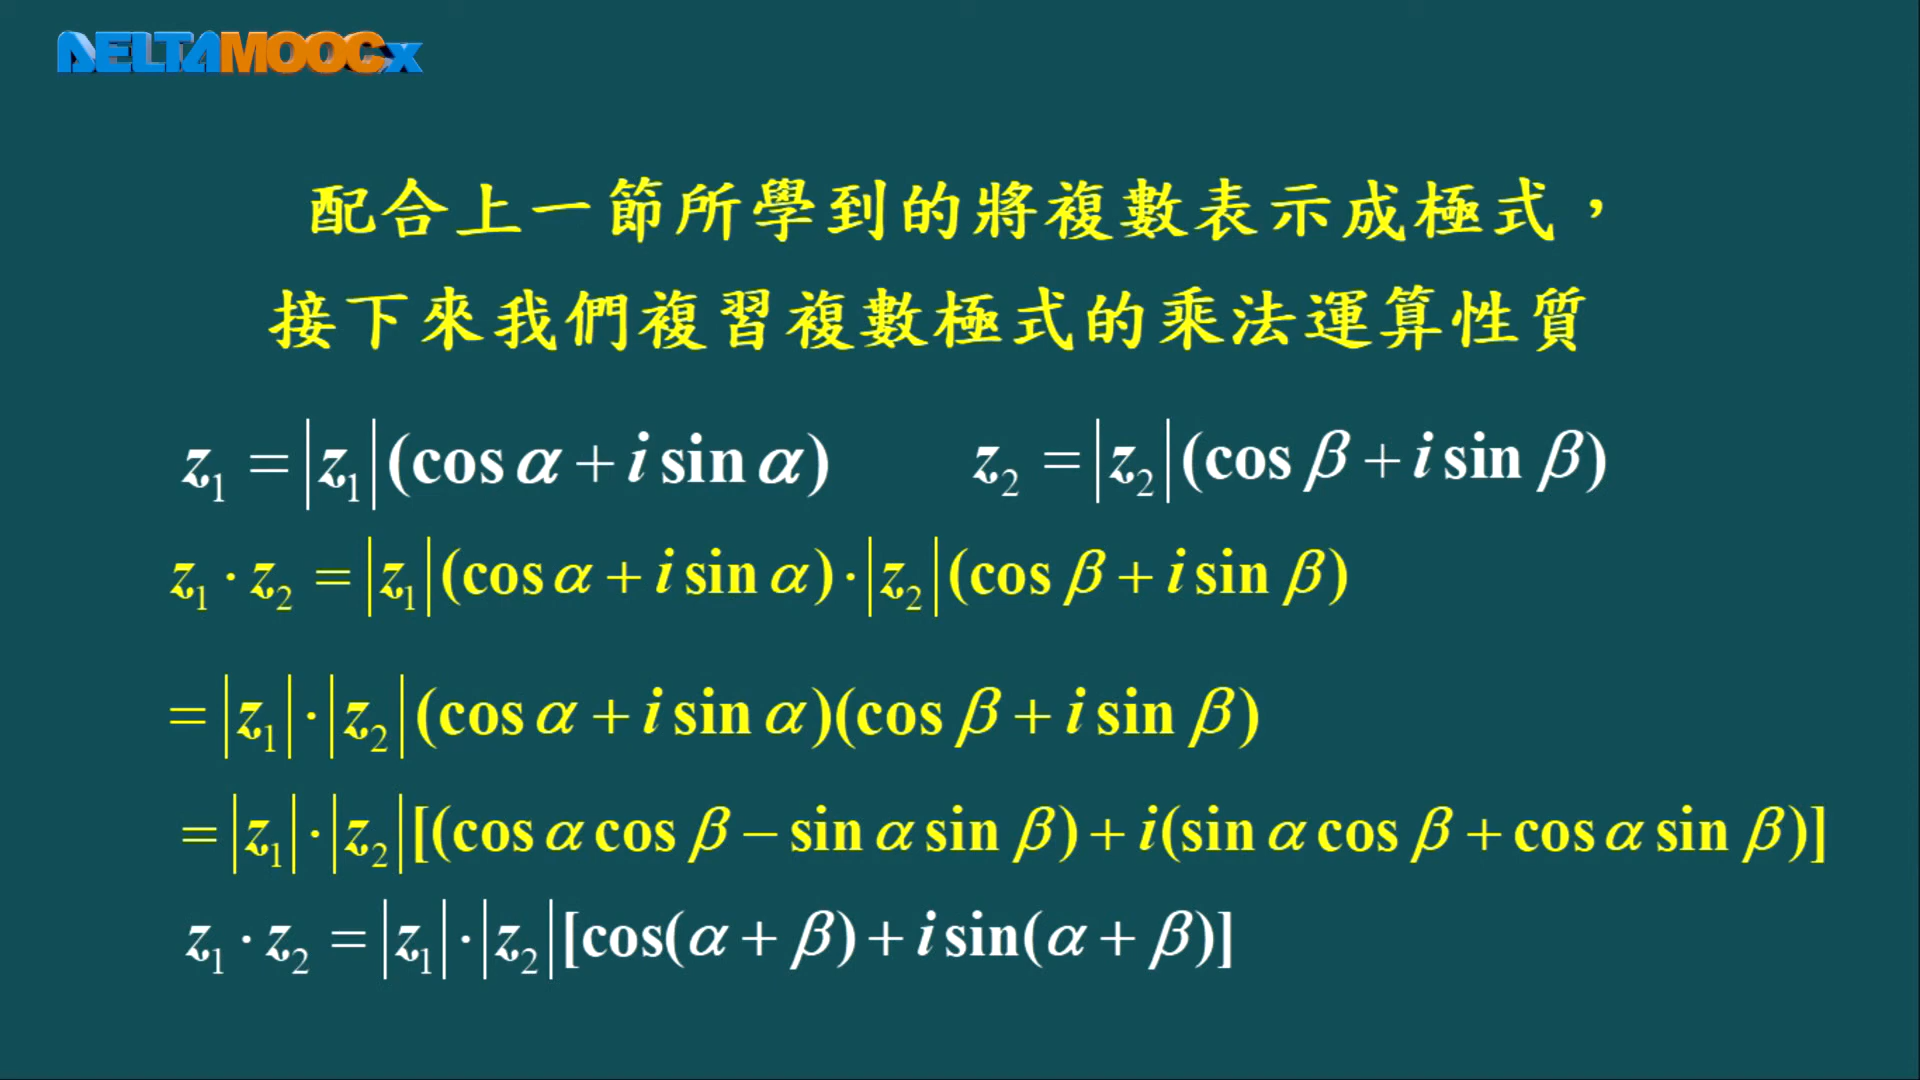 DELTAMOOCx
配合上一節所學到的將複數表示成極式，
接下來我們複習複數極式的乘法運算性質
z₁ = |z₁|(cos α + i sin α)  z₂ = |z₂|(cos β + i sin β)
z₁ · z₂ = |z₁|(cos α + i sin α) · |z₂|(cos β + i sin β)
= |z₁| · |z₂|(cos α + i sin α)(cos β + i sin β)
= |z₁| · |z₂|[(cos α cos β − sin α sin β) + i(sin α cos β + cos α sin β)]
z₁ · z₂ = |z₁| · |z₂|[cos(α + β) + i sin(α + β)]